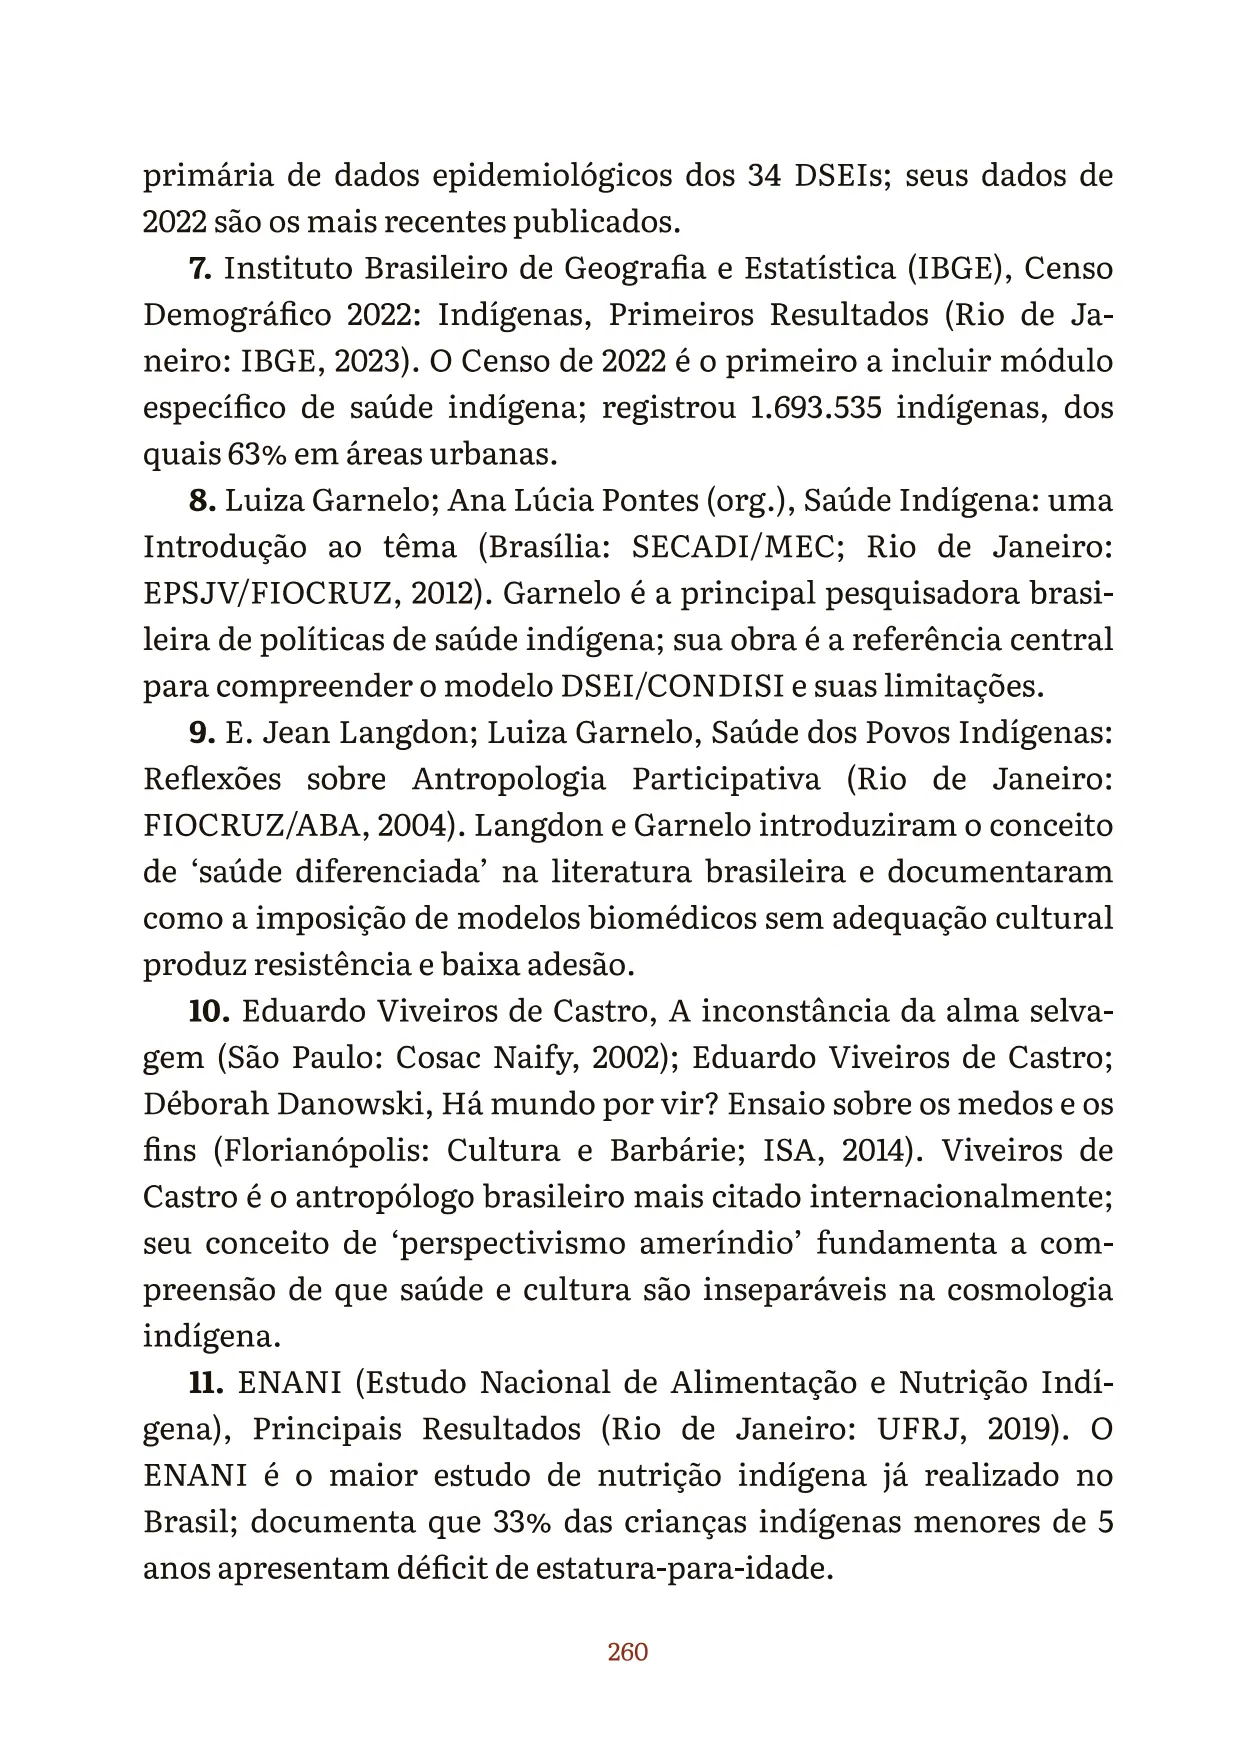 primária de dados epidemiológicos dos 34 DSEIs; seus dados de
2022 são os mais recentes publicados.
7. Instituto Brasileiro de Geografia e Estatística (IBGE), Censo
Demográfico 2022: Indígenas, Primeiros Resultados (Rio de Ja-
neiro: IBGE, 2023). O Censo de 2022 é o primeiro a incluir módulo
específico de saúde indígena; registrou 1.693.535 indígenas, dos
quais 63% em áreas urbanas.
8. Luiza Garnelo; Ana Lúcia Pontes (org.), Saúde Indígena: uma
Introdução ao têma (Brasília: SECADI/MEC; Rio de Janeiro:
EPSJV/FIOCRUZ, 2012). Garnelo é a principal pesquisadora brasi-
leira de políticas de saúde indígena; sua obra é a referência central
para compreender o modelo DSEI/CONDISI e suas limitações.
9. E. Jean Langdon; Luiza Garnelo, Saúde dos Povos Indígenas:
Reflexões sobre Antropologia Participativa (Rio de Janeiro:
FIOCRUZ/ABA, 2004). Langdon e Garnelo introduziram o conceito
de ‘saúde diferenciada’ na literatura brasileira e documentaram
como a imposição de modelos biomédicos sem adequação cultural
produz resistência e baixa adesão.
10. Eduardo Viveiros de Castro, A inconstância da alma selva-
gem (São Paulo: Cosac Naify, 2002); Eduardo Viveiros de Castro;
Déborah Danowski, Há mundo por vir? Ensaio sobre os medos e os
fins (Florianópolis: Cultura e Barbárie; ISA, 2014). Viveiros de
Castro é o antropólogo brasileiro mais citado internacionalmente;
seu conceito de ‘perspectivismo ameríndio’ fundamenta a com-
preensão de que saúde e cultura são inseparáveis na cosmologia
indígena.
11. ENANI (Estudo Nacional de Alimentação e Nutrição Indí-
gena), Principais Resultados (Rio de Janeiro: UFRJ, 2019). O
ENANI é o maior estudo de nutrição indígena já realizado no
Brasil; documenta que 33% das crianças indígenas menores de 5
anos apresentam déficit de estatura-para-idade.
260